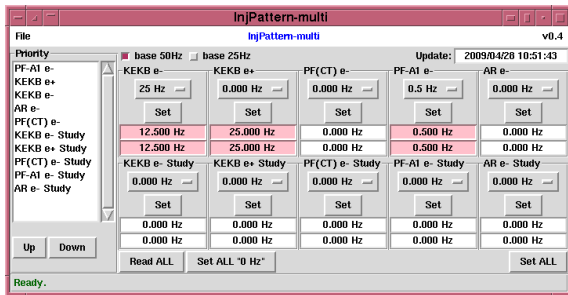 InjPattern-multi
File InjPattern-multi v0.4
Priority
PF-A1 e-
KEKB e+
KEKB e-
AR e-
PF(CT) e-
KEKB e- Study
KEKB e+ Study
PF(CT) e- Study
PF-A1 e- Study
AR e- Study
Up Down
base 50Hz base 25Hz Update: 2009/04/28 10:51:43
KEKB e- KEKB e+ PF(CT) e- PF-A1 e- AR e-
25 Hz 0.000 Hz 0.000 Hz 0.5 Hz 0.000 Hz
Set Set Set Set Set
12.500 Hz 25.000 Hz 0.000 Hz 0.500 Hz 0.000 Hz
12.500 Hz 25.000 Hz 0.000 Hz 0.500 Hz 0.000 Hz
KEKB e- Study KEKB e+ Study PF(CT) e- Study PF-A1 e- Study AR e- Study
0.000 Hz 0.000 Hz 0.000 Hz 0.000 Hz 0.000 Hz
Set Set Set Set Set
0.000 Hz 0.000 Hz 0.000 Hz 0.000 Hz 0.000 Hz
0.000 Hz 0.000 Hz 0.000 Hz 0.000 Hz 0.000 Hz
Read ALL Set ALL "0 Hz" Set ALL
Ready.